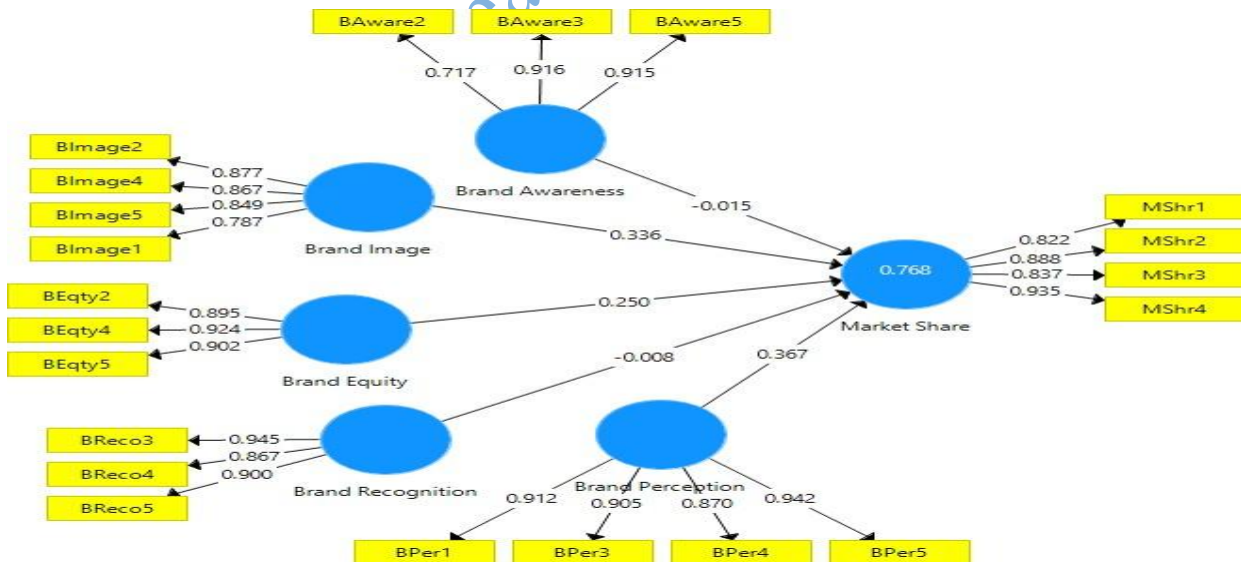 BAware2 BAware3 BAware5
0.717 0.916 0.915
Brand Awareness
BImage2
BImage4
BImage5
BImage1
0.877
0.867
0.849
0.787
Brand Image
-0.015
0.336
BEqty2
BEqty4
BEqty5
0.895
0.924
0.902
Brand Equity
0.250
BReco3
BReco4
BReco5
0.945
0.867
0.900
Brand Recognition
-0.008
0.367
Brand Perception
0.912 0.905 0.870 0.942
BPer1 BPer3 BPer4 BPer5
0.768
Market Share
0.822
0.888
0.837
0.935
MShr1
MShr2
MShr3
MShr4